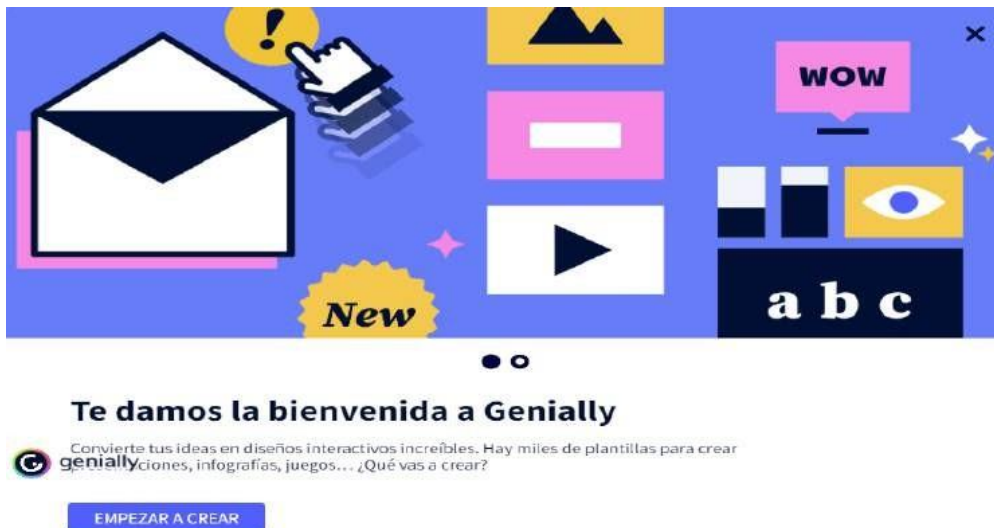 !
WOW
New
a b c
Te damos la bienvenida a Genially
Convierte tus ideas en diseños interactivos increíbles. Hay miles de plantillas para crear
genially
ciones, infografías, juegos... ¿Qué vas a crear?
EMPEZAR A CREAR